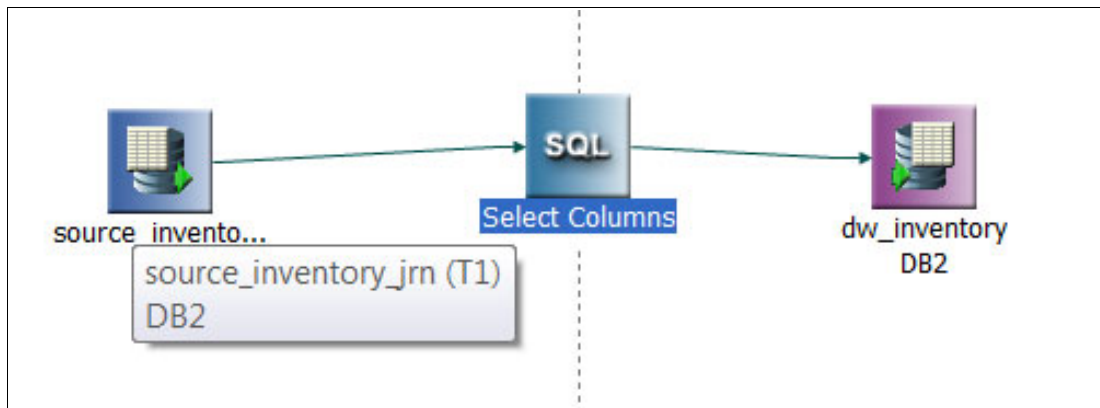 SQL
Select Columns
source_invento...
source_inventory_jrn (T1)
DB2
dw_inventory
DB2